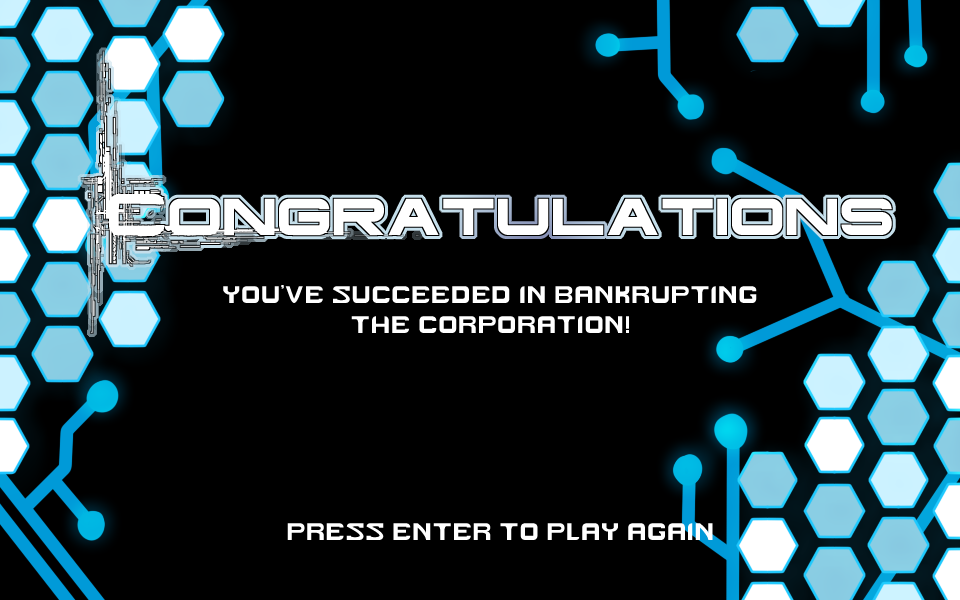 CONGRATULATIONS
YOU'VE SUCCEEDED IN BANKRUPTING
THE CORPORATION!
PRESS ENTER TO PLAY AGAIN